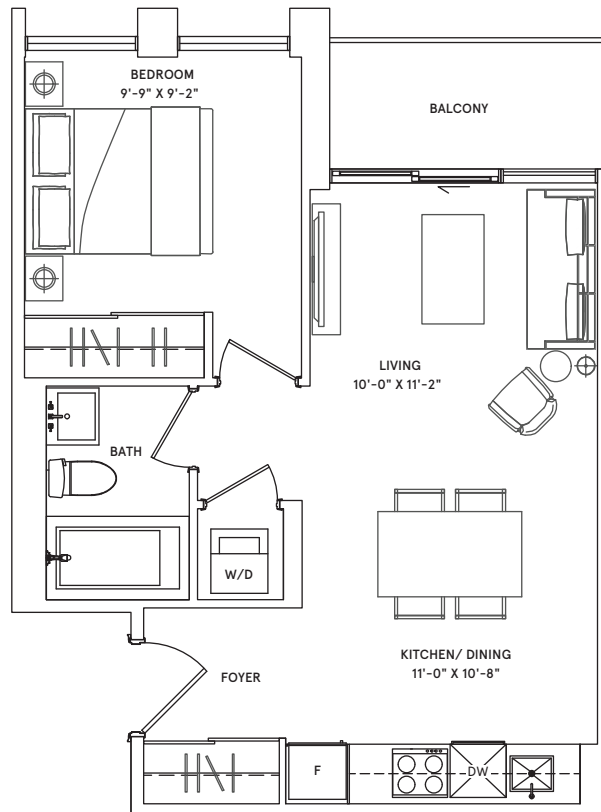 BEDROOM
9'-9" X 9'-2"
BALCONY
LIVING
10'-0" X 11'-2"
BATH
W/D
KITCHEN/ DINING
11'-0" X 10'-8"
FOYER
F
DW